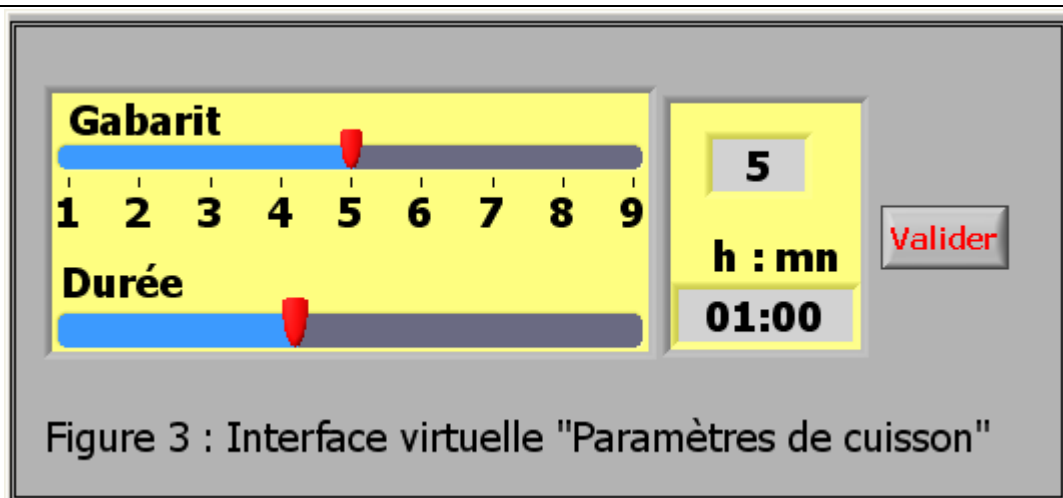 Gabarit
1 2 3 4 5 6 7 8 9
Durée
5
h : mn
01:00
Valider
Figure 3 : Interface virtuelle "Paramètres de cuisson"